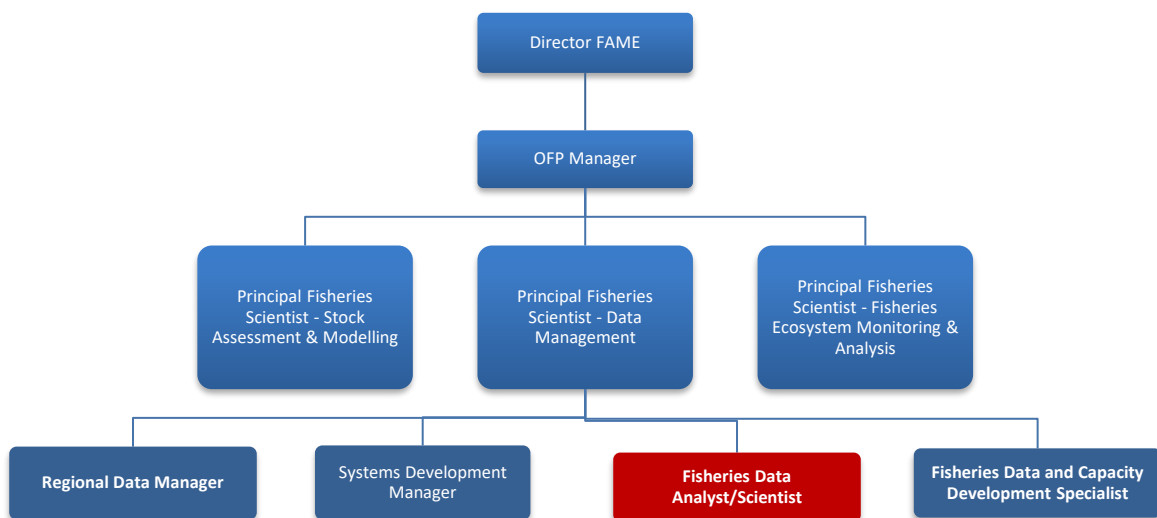 Director FAME
OFP Manager
Principal Fisheries
Scientist - Stock
Assessment & Modelling
Principal Fisheries
Scientist - Data
Management
Principal Fisheries
Scientist - Fisheries
Ecosystem Monitoring &
Analysis
Regional Data Manager
Systems Development
Manager
Fisheries Data
Analyst/Scientist
Fisheries Data and Capacity
Development Specialist